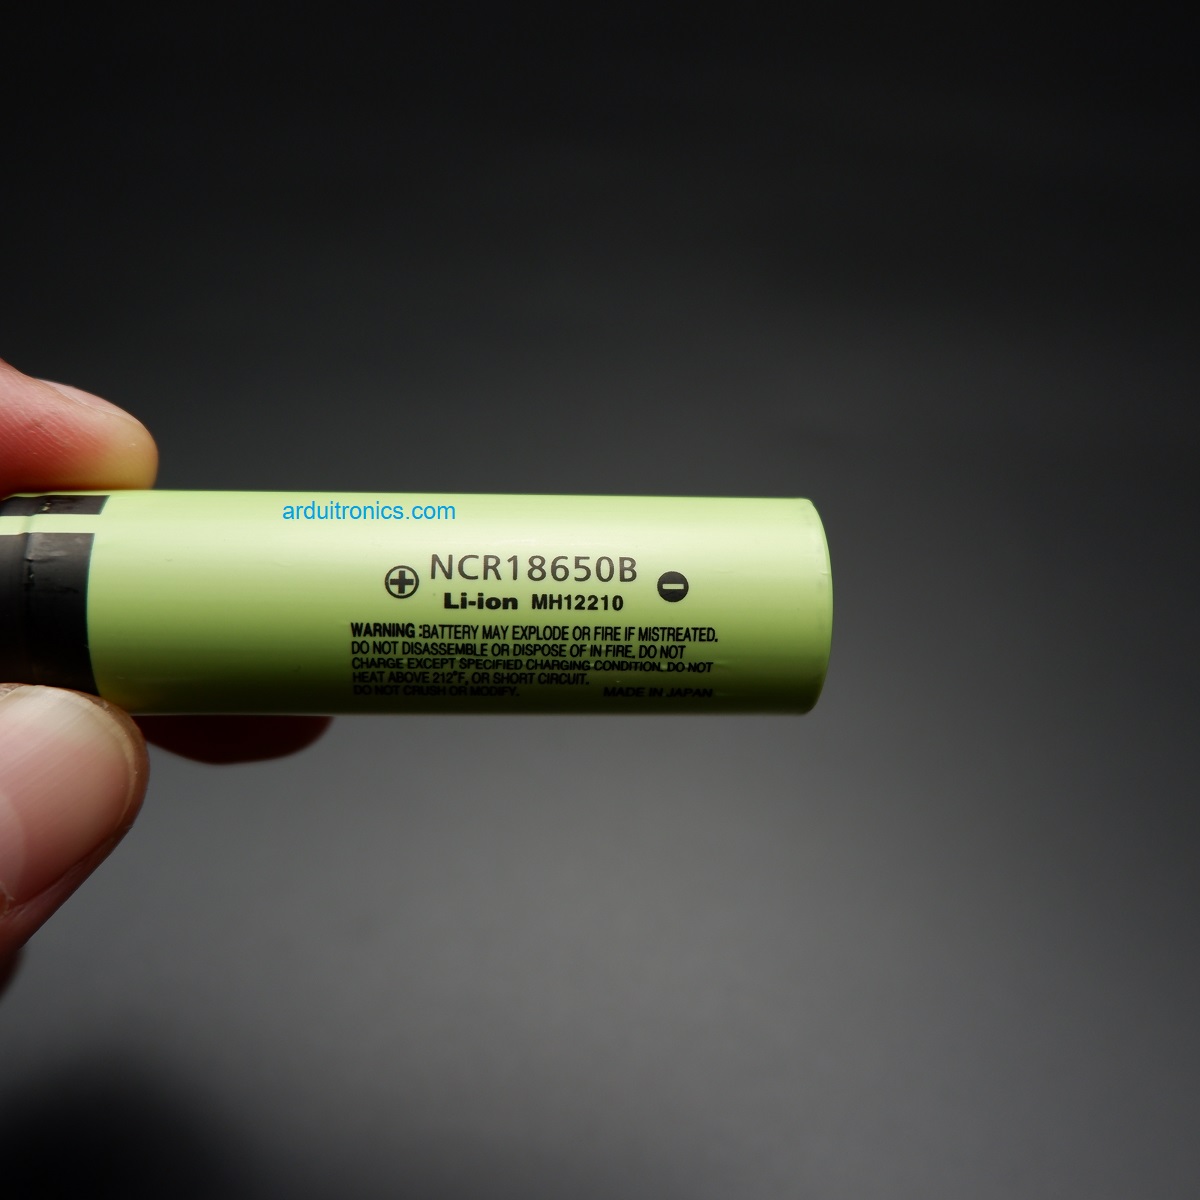 arduitronics.com
NCR18650B
Li-ion MH12210
WARNING :BATTERY MAY EXPLODE OR FIRE IF MISTREATED.
DO NOT DISASSEMBLE OR DISPOSE OF IN FIRE, DO NOT
CHARGE EXCEPT SPECIFIED CHARGING CONDITION, DO NOT
HEAT ABOVE 212°F, OR SHORT CIRCUIT.
DO NOT CRUSH OR MODIFY. MADE IN JAPAN